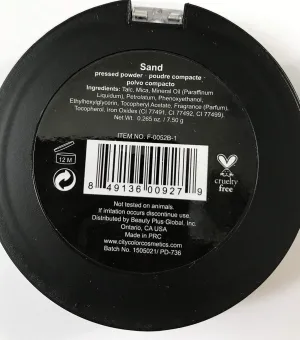 Sand
pressed powder · poudre compacte ·
polvo compacto
Ingredients: Talc, Mica, Mineral Oil (Paraffinum
Liquidum), Petrolatum, Phenoxyethanol,
Ethylhexylglycerin, Tocopheryl Acetate, Fragrance (Parfum),
Tocopherol, Iron Oxides (CI 77491, CI 77492, CI 77499).
Net Wt. 0.265 oz. / 7.50 g
ITEM NO. F-0052B-1
12 M
8 49136 00927 9
cruelty
free
Not tested on animals.
If irritation occurs discontinue use.
Distributed by Beauty Plus Global, Inc.
Ontario, CA USA
Made in PRC
www.citycolorcosmetics.com
Batch No. 1505021/ PD-736